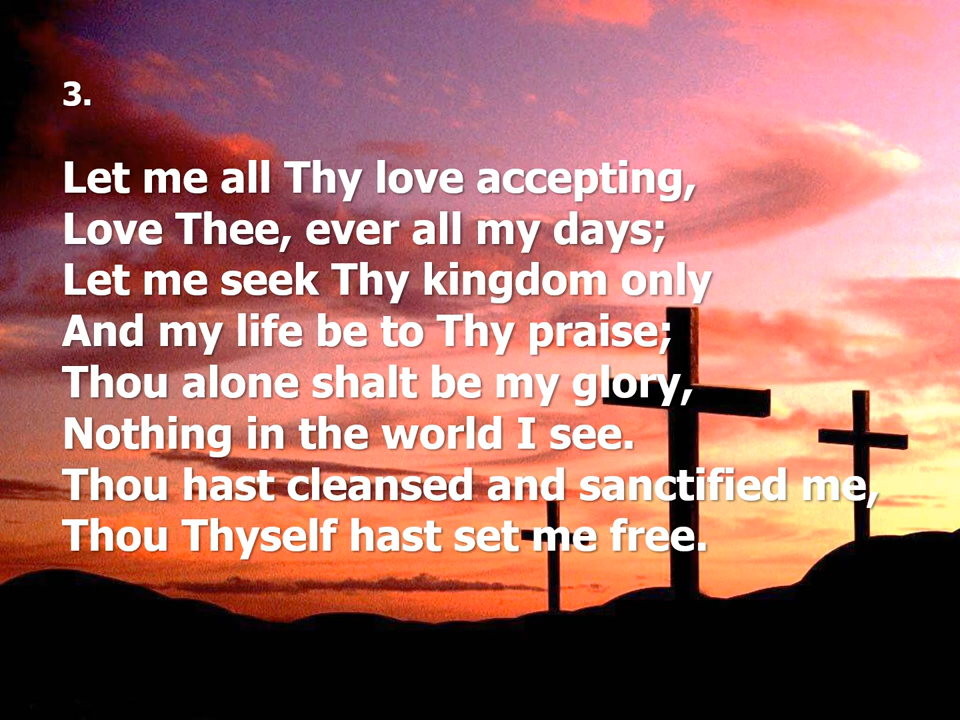 3.
Let me all Thy love accepting,
Love Thee, ever all my days;
Let me seek Thy kingdom only
And my life be to Thy praise;
Thou alone shalt be my glory,
Nothing in the world I see.
Thou hast cleansed and sanctified me,
Thou Thyself hast set me free.